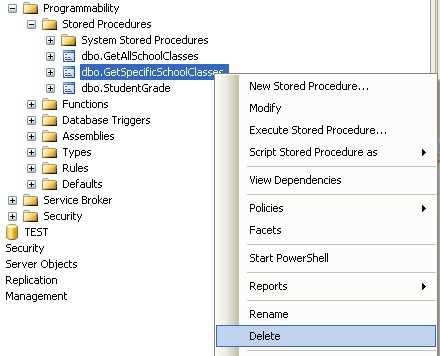 Programmability
Stored Procedures
System Stored Procedures
dbo.GetAllSchoolClasses
dbo.GetSpecificSchoolClasses
dbo.StudentGrade
Functions
Database Triggers
Assemblies
Types
Rules
Defaults
Service Broker
Security
TEST
Security
Server Objects
Replication
Management
New Stored Procedure...
Modify
Execute Stored Procedure...
Script Stored Procedure as
View Dependencies
Policies
Facets
Start PowerShell
Reports
Rename
Delete